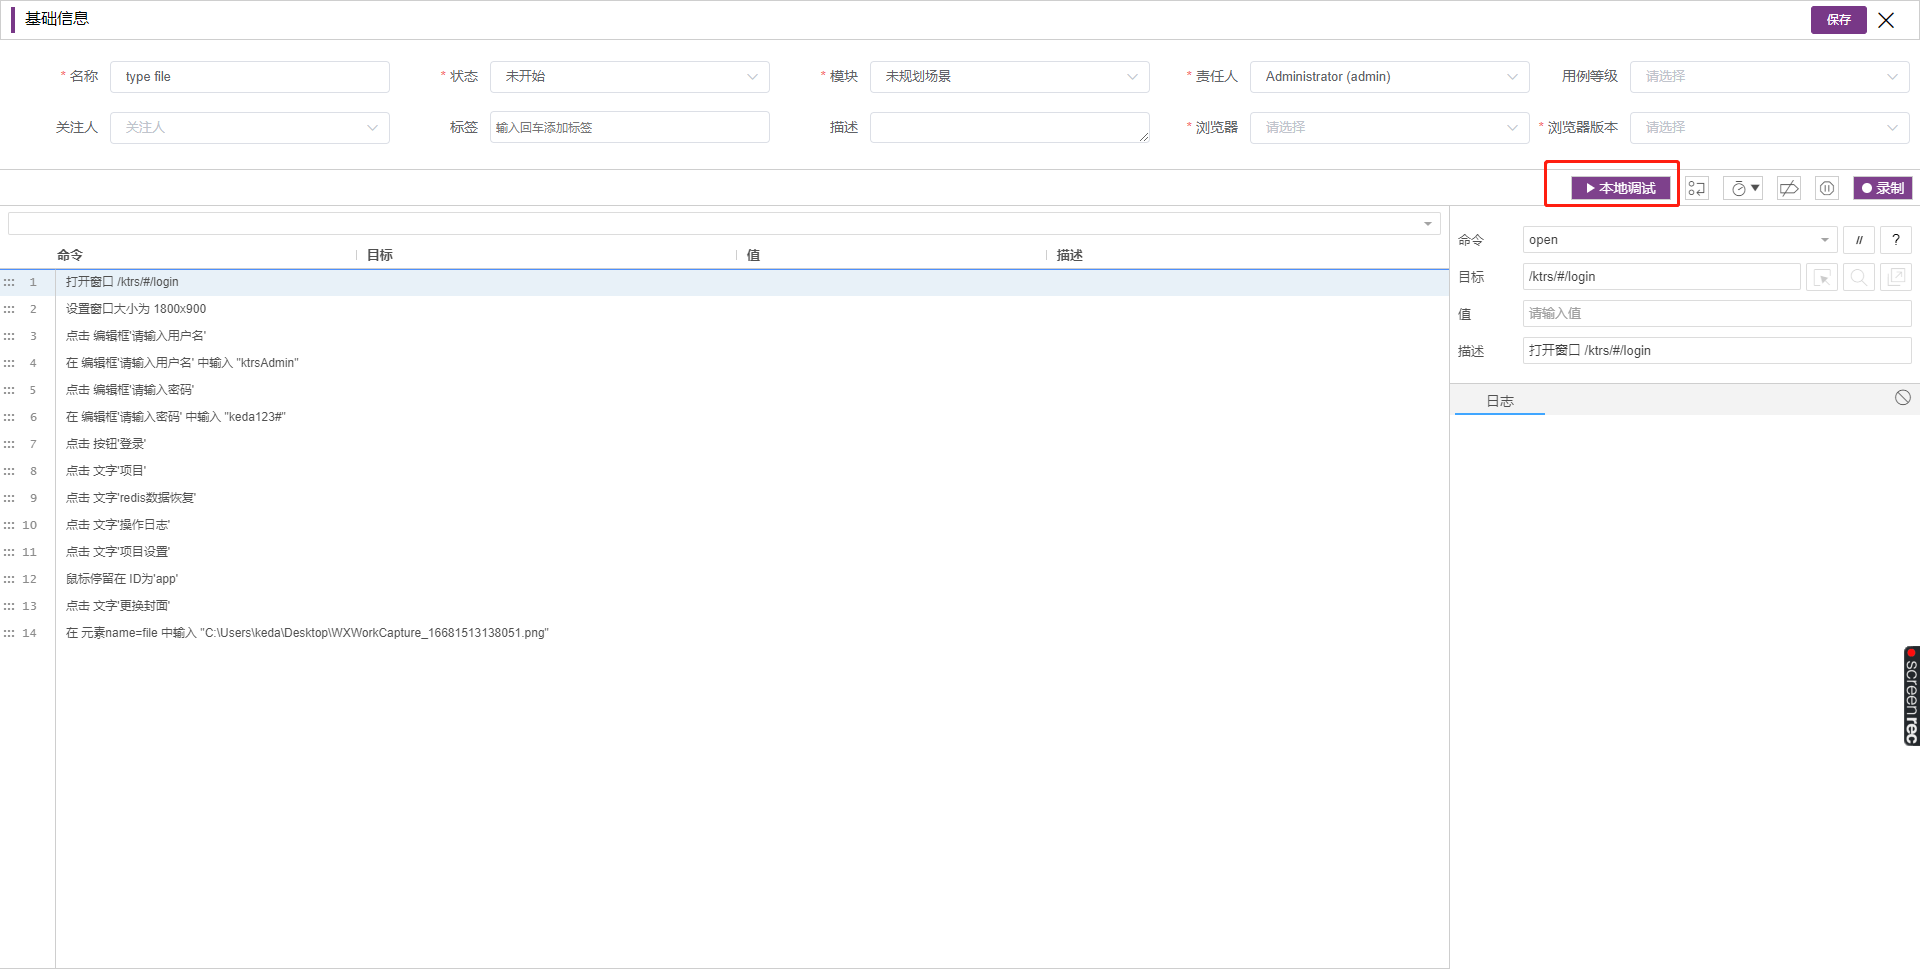 基础信息
保存
* 名称 type file * 状态 未开始 * 模块 未规划场景 * 责任人 Administrator (admin) 用例等级 请选择
关注人 关注人 标签 输入回车添加标签 描述 * 浏览器 请选择 * 浏览器版本 请选择
本地调试 录制
命令 目标 值 描述
1 打开窗口 /ktrs/#/login
2 设置窗口大小为 1800x900
3 点击 编辑框'请输入用户名'
4 在 编辑框'请输入用户名' 中输入 "ktrsAdmin"
5 点击 编辑框'请输入密码'
6 在 编辑框'请输入密码' 中输入 "keda123#"
7 点击 按钮'登录'
8 点击 文字'项目'
9 点击 文字'redis数据恢复'
10 点击 文字'操作日志'
11 点击 文字'项目设置'
12 鼠标停留在 ID为'app'
13 点击 文字'更换封面'
14 在 元素name=file 中输入 "C:\Users\keda\Desktop\WXWorkCapture_16681513138051.png"
命令 open // ?
目标 /ktrs/#/login
值 请输入值
描述 打开窗口 /ktrs/#/login
日志
screenrec